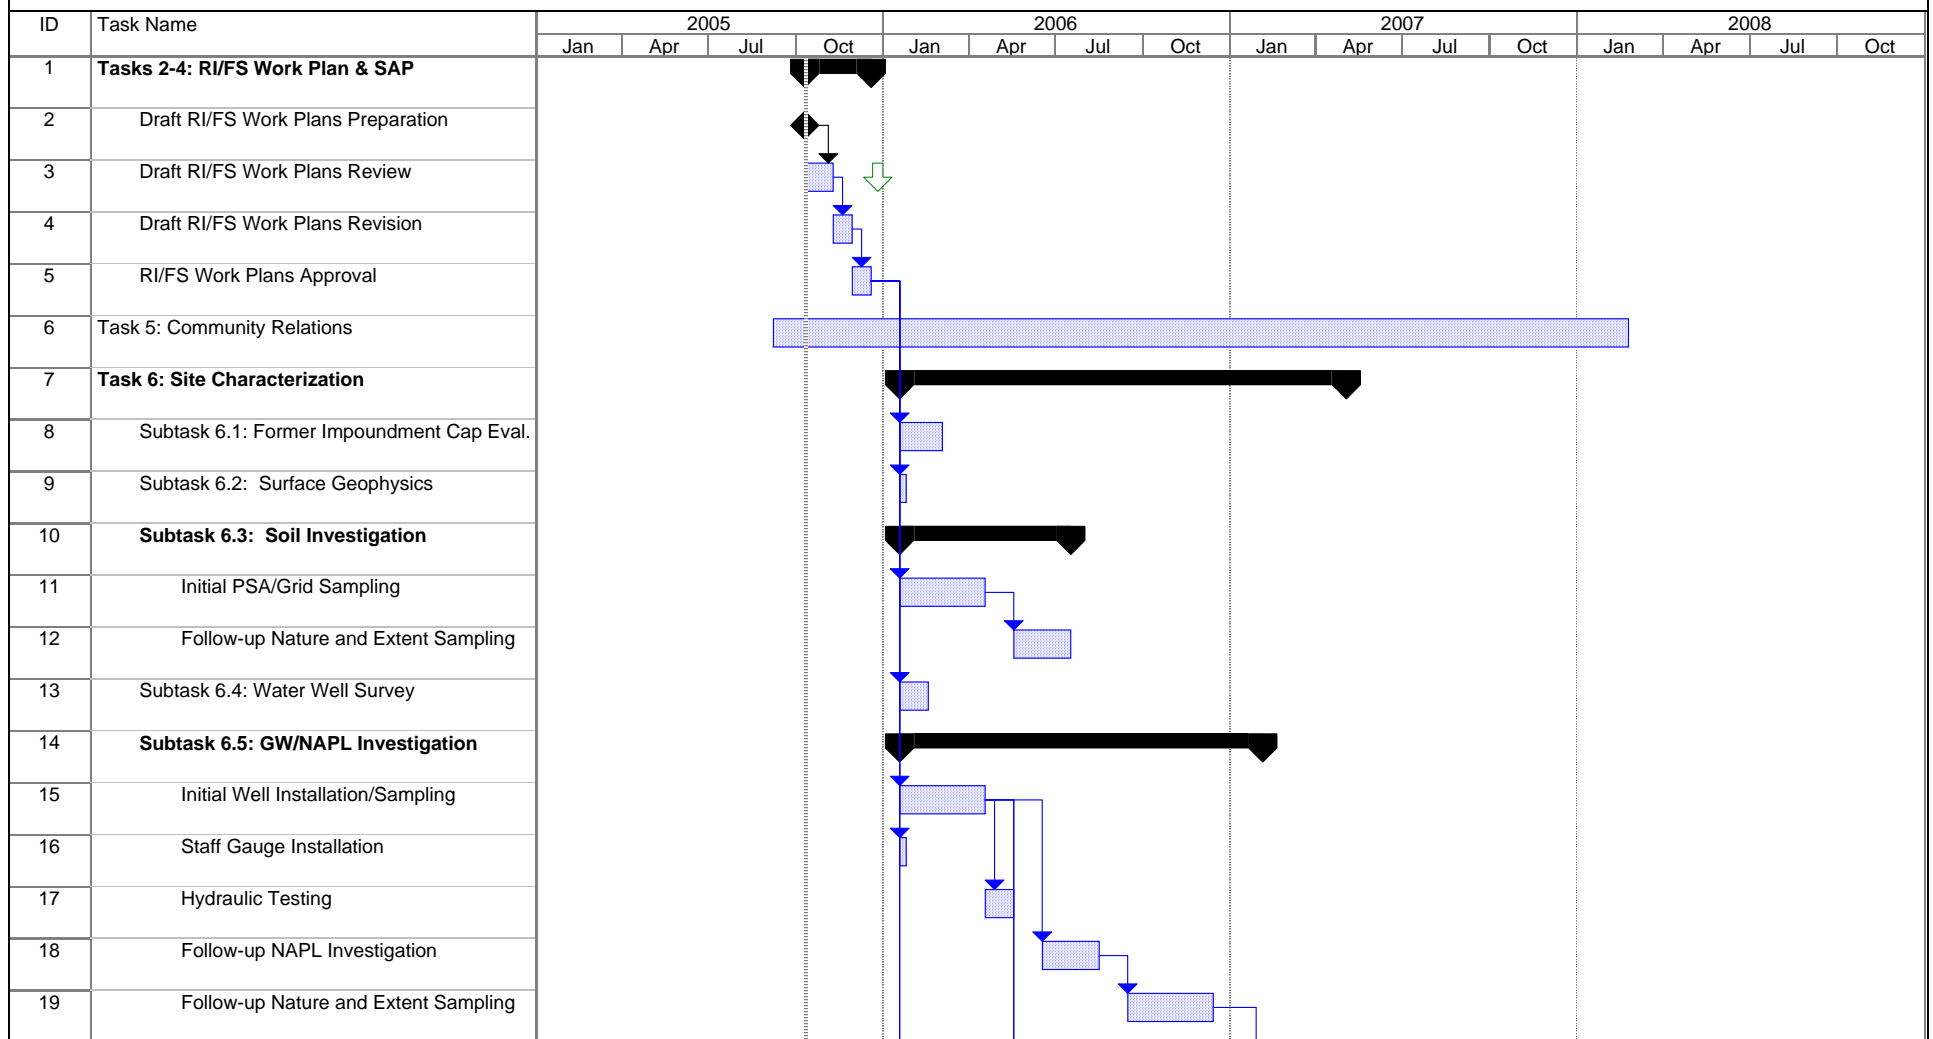 ID Task Name 2005 2006 2007 2008
Jan Apr Jul Oct Jan Apr Jul Oct Jan Apr Jul Oct Jan Apr Jul Oct
1 Tasks 2-4: RI/FS Work Plan & SAP
2 Draft RI/FS Work Plans Preparation
3 Draft RI/FS Work Plans Review
4 Draft RI/FS Work Plans Revision
5 RI/FS Work Plans Approval
6 Task 5: Community Relations
7 Task 6: Site Characterization
8 Subtask 6.1: Former Impoundment Cap Eval.
9 Subtask 6.2:  Surface Geophysics
10 Subtask 6.3:  Soil Investigation
11 Initial PSA/Grid Sampling
12 Follow-up Nature and Extent Sampling
13 Subtask 6.4: Water Well Survey
14 Subtask 6.5: GW/NAPL Investigation
15 Initial Well Installation/Sampling
16 Staff Gauge Installation
17 Hydraulic Testing
18 Follow-up NAPL Investigation
19 Follow-up Nature and Extent Sampling